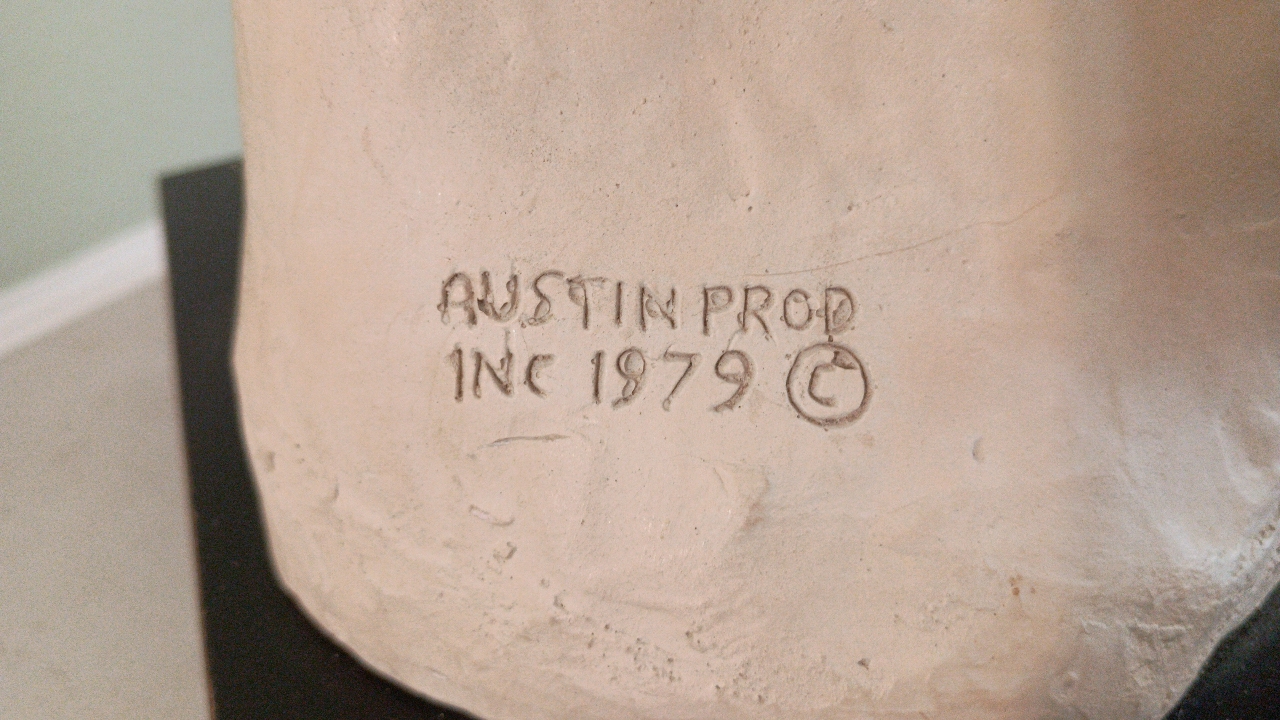 AUSTIN PROD
INC 1979 ©